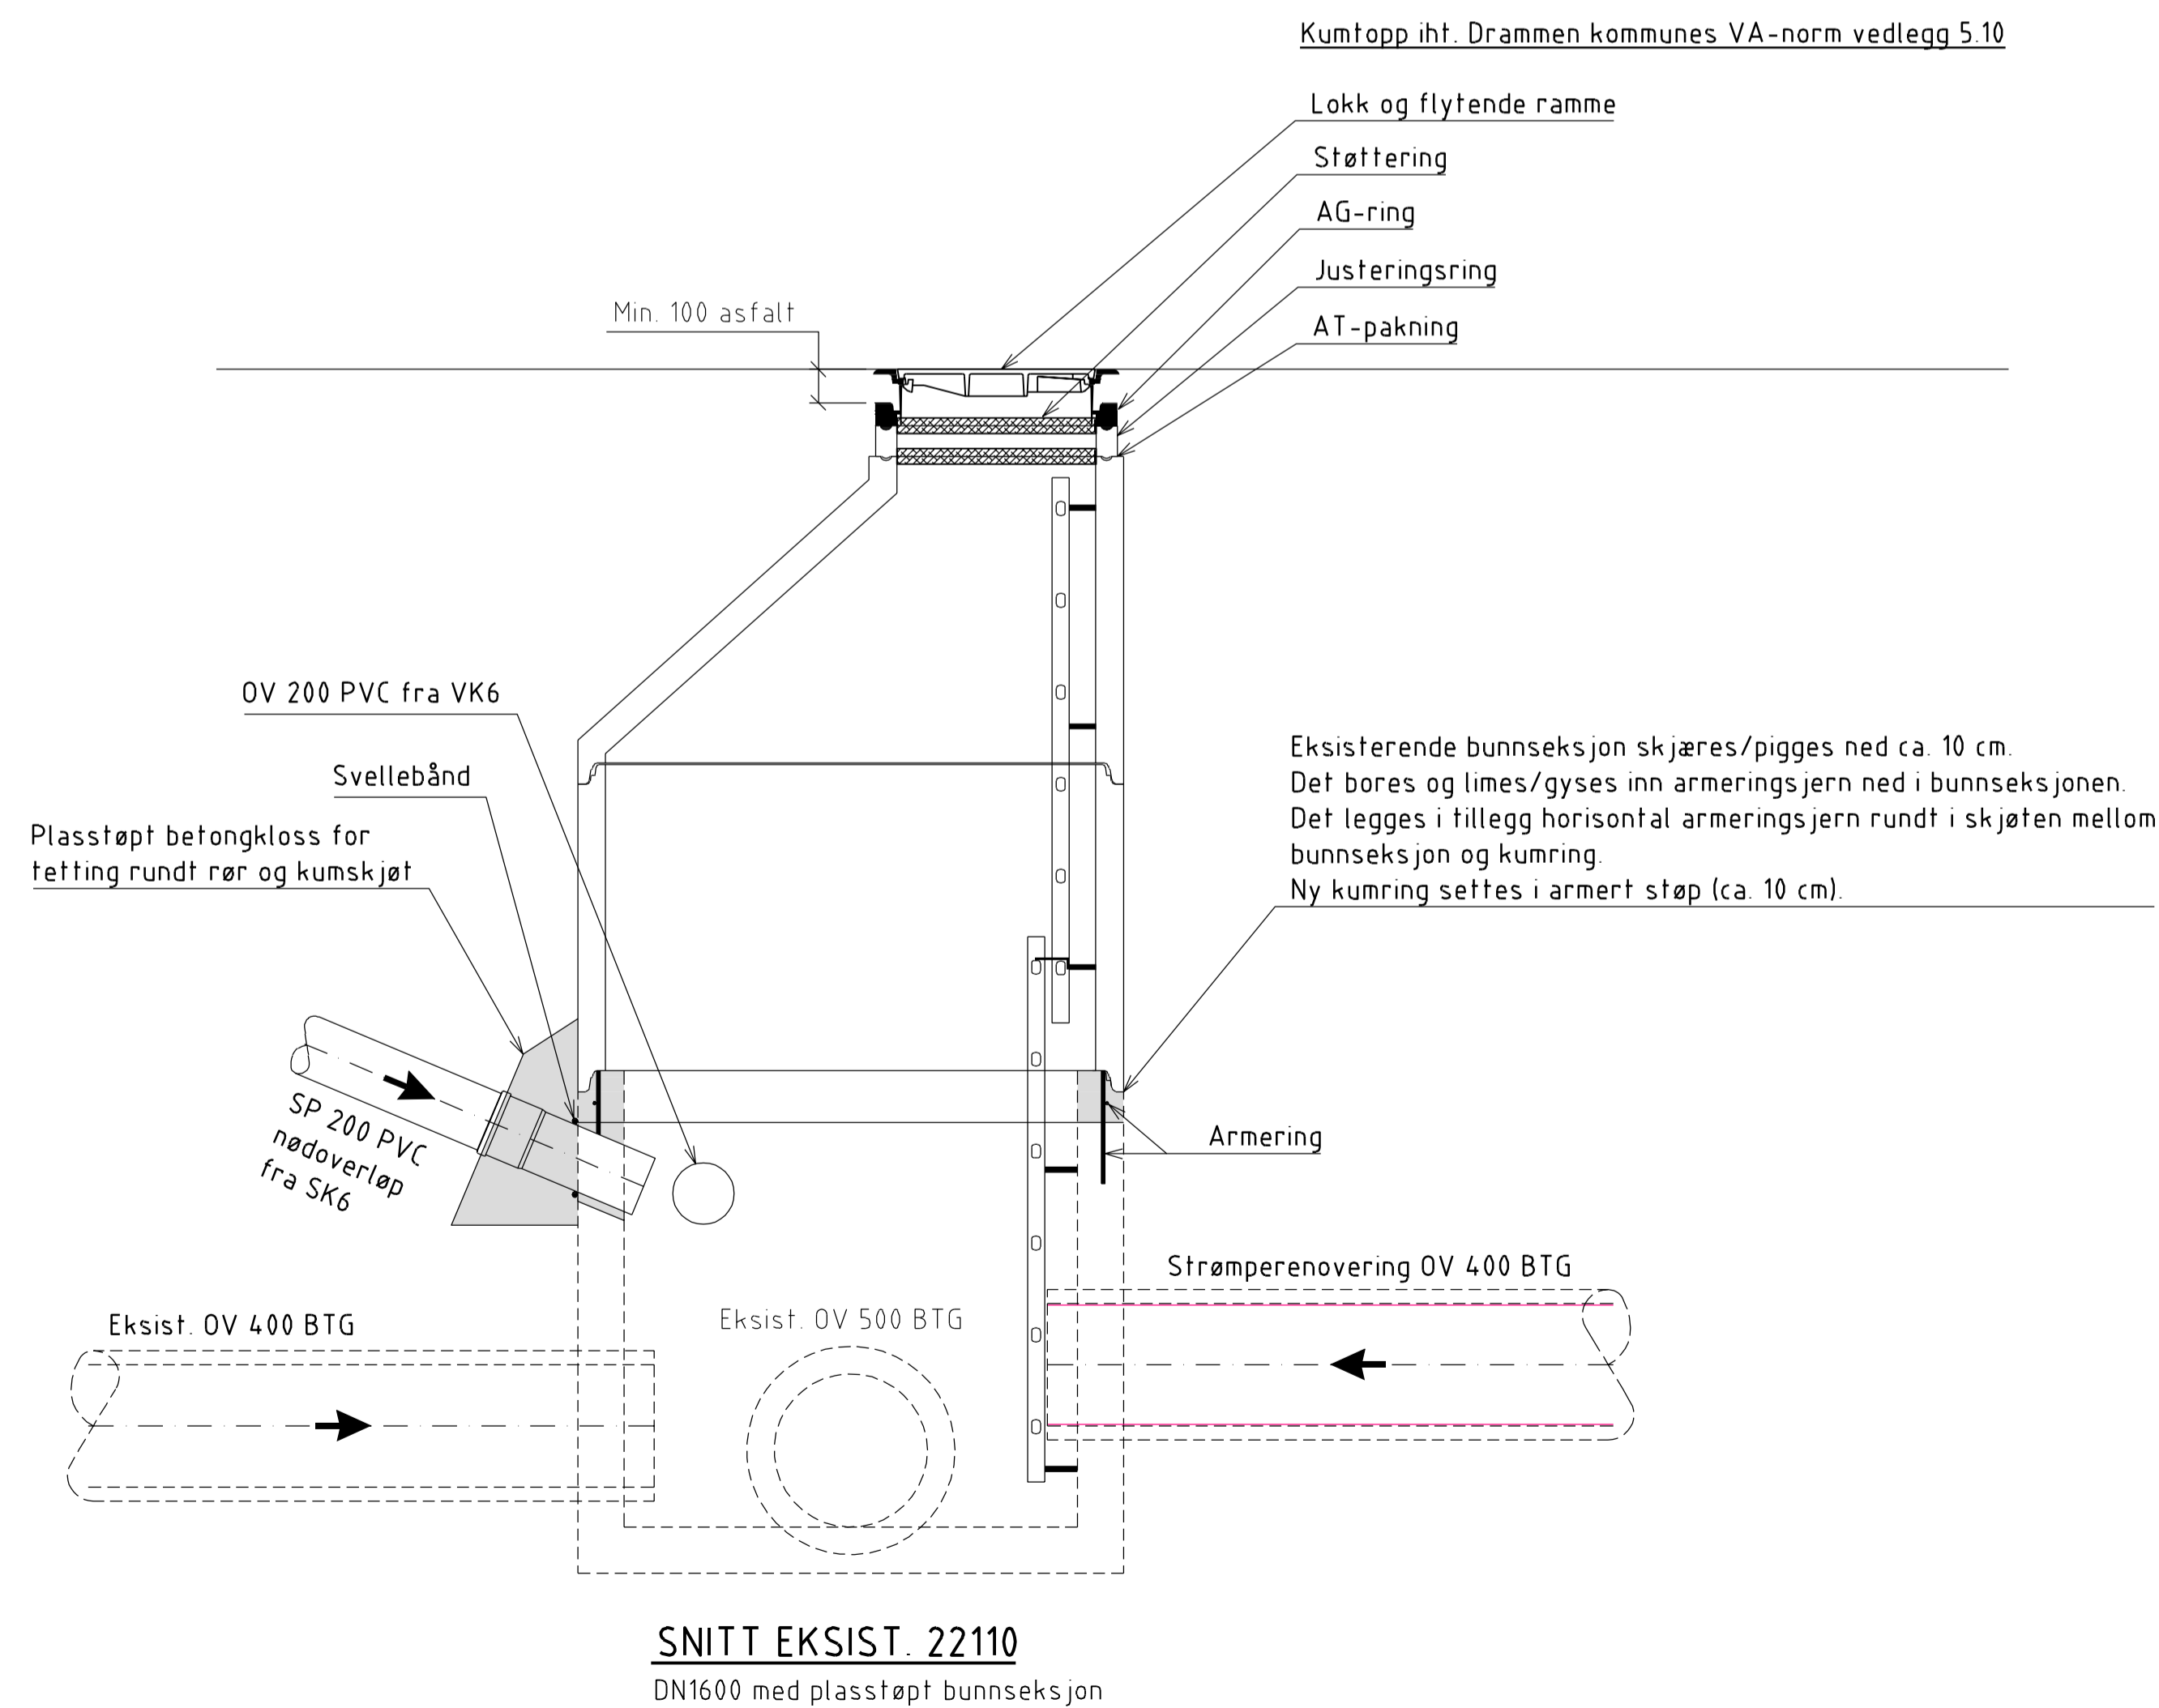 Kumtopp iht. Drammen kommunes VA-norm vedlegg 5.10
Lokk og flytende ramme
Støttering
AG-ring
Justeringsring
AT-pakning
Min. 100 asfalt
OV 200 PVC fra VK6
Svellebånd
Plasstøpt betongkloss for
tetting rundt rør og kumskjøt
Eksisterende bunnseksjon skjæres/pigges ned ca. 10 cm.
Det bores og limes/gyses inn armeringsjern ned i bunnseksjonen.
Det legges i tillegg horisontal armeringsjern rundt i skjøten mellom
bunnseksjon og kumring.
Ny kumring settes i armert støp (ca. 10 cm).
SP 200 PVC
nødoverløp
fra SK6
Armering
Strømperenovering OV 400 BTG
Eksist. OV 400 BTG
Eksist. OV 500 BTG
SNITT EKSIST. 22110
DN1600 med plasstøpt bunnseksjon